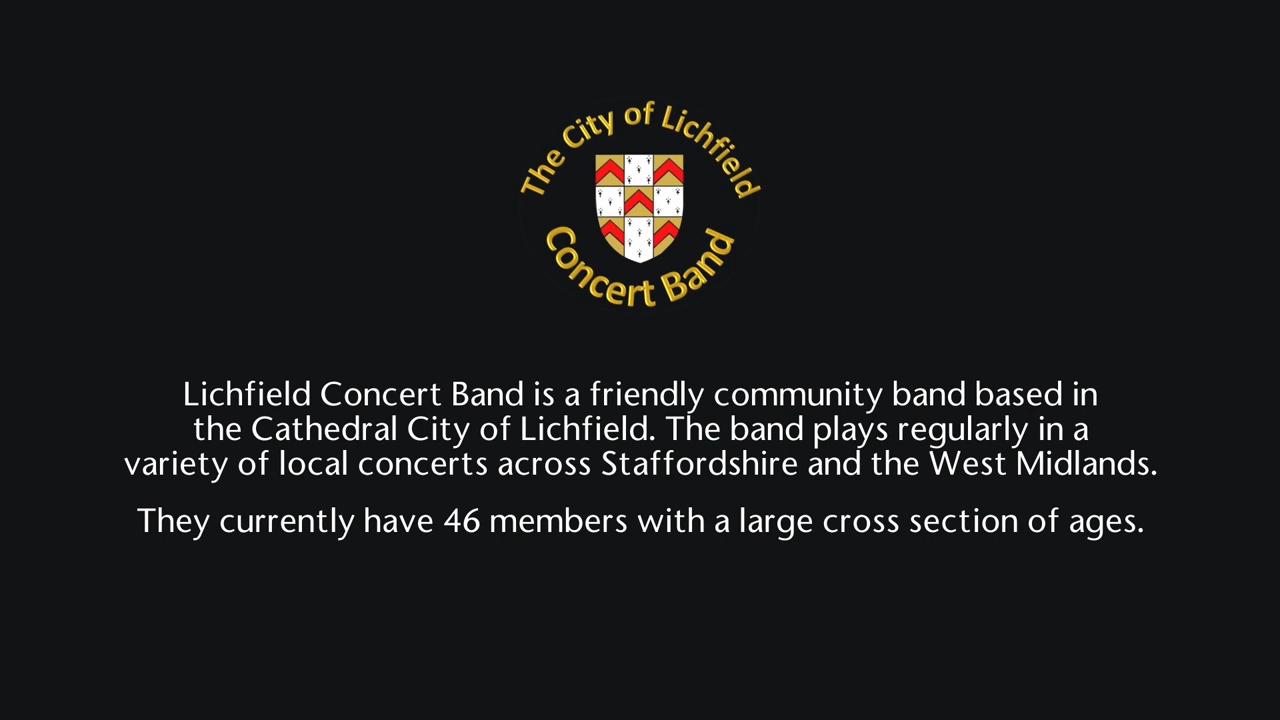 The City of Lichfield
Concert Band
Lichfield Concert Band is a friendly community band based in
the Cathedral City of Lichfield. The band plays regularly in a
variety of local concerts across Staffordshire and the West Midlands.
They currently have 46 members with a large cross section of ages.